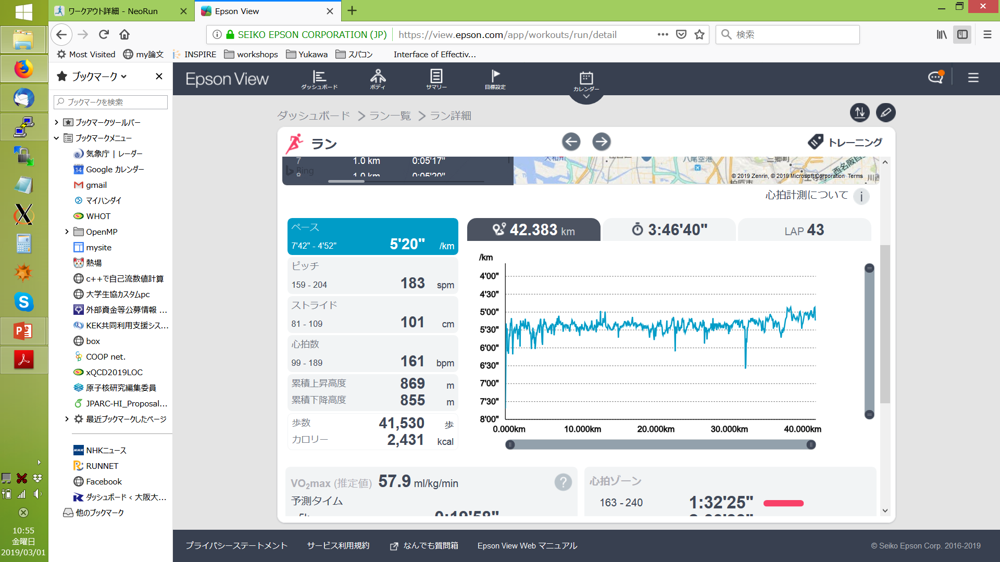 ワークアウト詳細 - NeoRun
Epson View
SEIKO EPSON CORPORATION (JP)
https://view.epson.com/app/workouts/run/detail
検索
Most Visited
my論文
INSPIRE
workshops
Yukawa
スパコン
Interface of Effectiv...
ブックマーク
ブックマークを検索
ブックマークツールバー
ブックマークメニュー
気象庁 | レーダー
Google カレンダー
gmail
マイハンダイ
WHOT
OpenMP
mysite
熱場
c++で自己流数値計算
大学生協カスタムpc
外部資金等公募情報 ...
KEK共同利用支援シス...
box
COOP net.
xQCD2019LOC
原子核研究編集委員
JPARC-HI_Proposal...
最近ブックマークしたページ
NHKニュース
RUNNET
Facebook
ダッシュボード ‹ 大阪大...
他のブックマーク
10:55
金曜日
2019/03/01
Epson View
ダッシュボード
ボディ
サマリー
目標設定
カレンダー
ダッシュボード
ラン一覧
ラン詳細
ラン
トレーニング
7 1.0 km 0:05'17"
8 1.0 km 0:05'20"
Bing
八尾空港
三郷町
西名阪自
柏原市
川西
© 2019 Zenrin, © 2019 Microsoft Corporation Terms
心拍計測について
ペース
7'42" - 4'52" 5'20" /km
ピッチ
159 - 204 183 spm
ストライド
81 - 109 101 cm
心拍数
99 - 189 161 bpm
累積上昇高度 869 m
累積下降高度 855 m
歩数 41,530 歩
カロリー 2,431 kcal
42.383 km
3:46'40"
LAP 43
/km
4'00"
4'30"
5'00"
5'30"
6'00"
6'30"
7'00"
7'30"
8'00"
0.000km 10.000km 20.000km 30.000km 40.000km
VO2max (推定値) 57.9 ml/kg/min
予測タイム
5k 0:19'58"
心拍ゾーン
163 - 240 1:32'25"
プライバシーステートメント
サービス利用規約
なんでも質問箱
Epson View Web マニュアル
© Seiko Epson Corp. 2016-2019